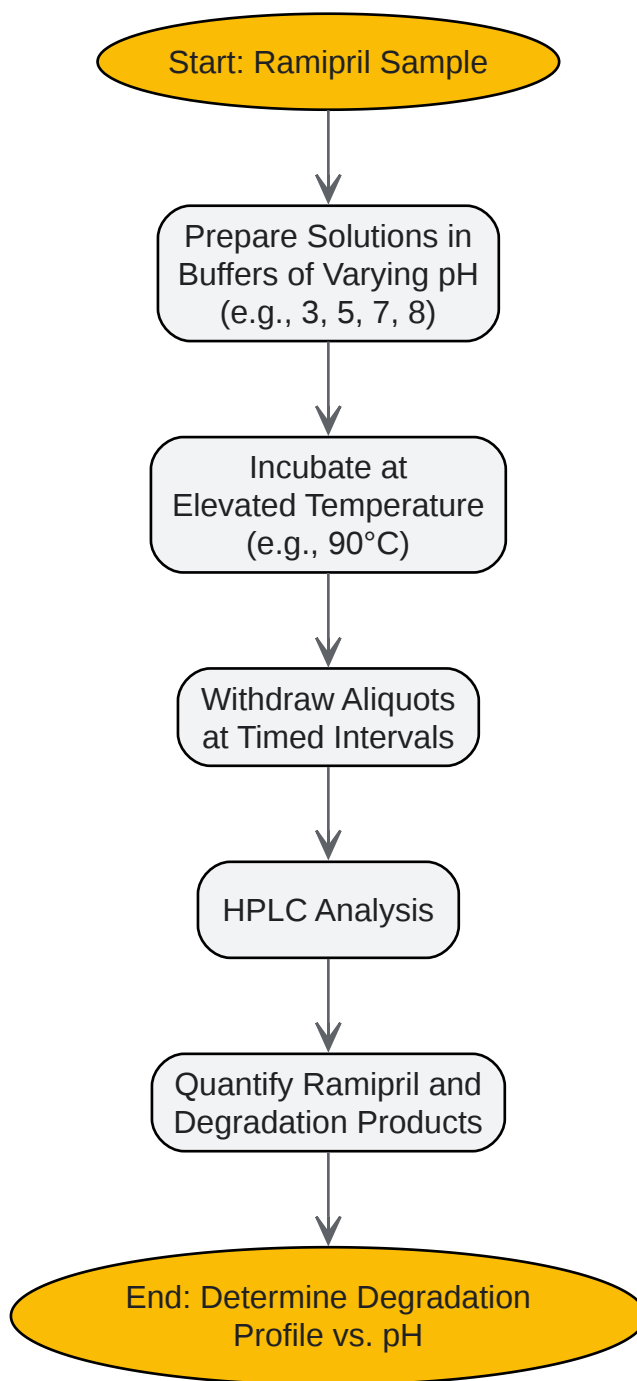 Start: Ramipril Sample
Prepare Solutions in
Buffers of Varying pH
(e.g., 3, 5, 7, 8)
Incubate at
Elevated Temperature
(e.g., 90°C)
Withdraw Aliquots
at Timed Intervals
HPLC Analysis
Quantify Ramipril and
Degradation Products
End: Determine Degradation
Profile vs. pH